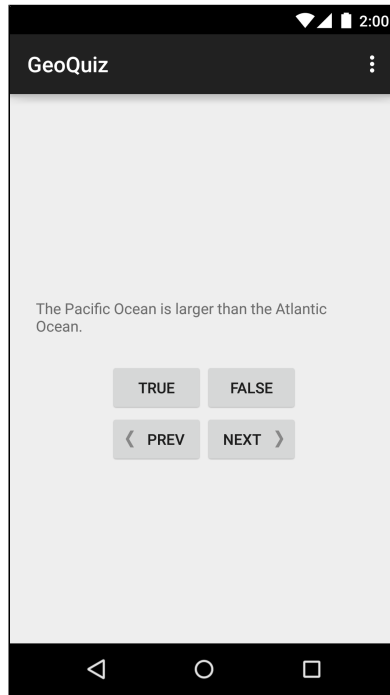 2:00
GeoQuiz
The Pacific Ocean is larger than the Atlantic
Ocean.
TRUE FALSE
PREV NEXT